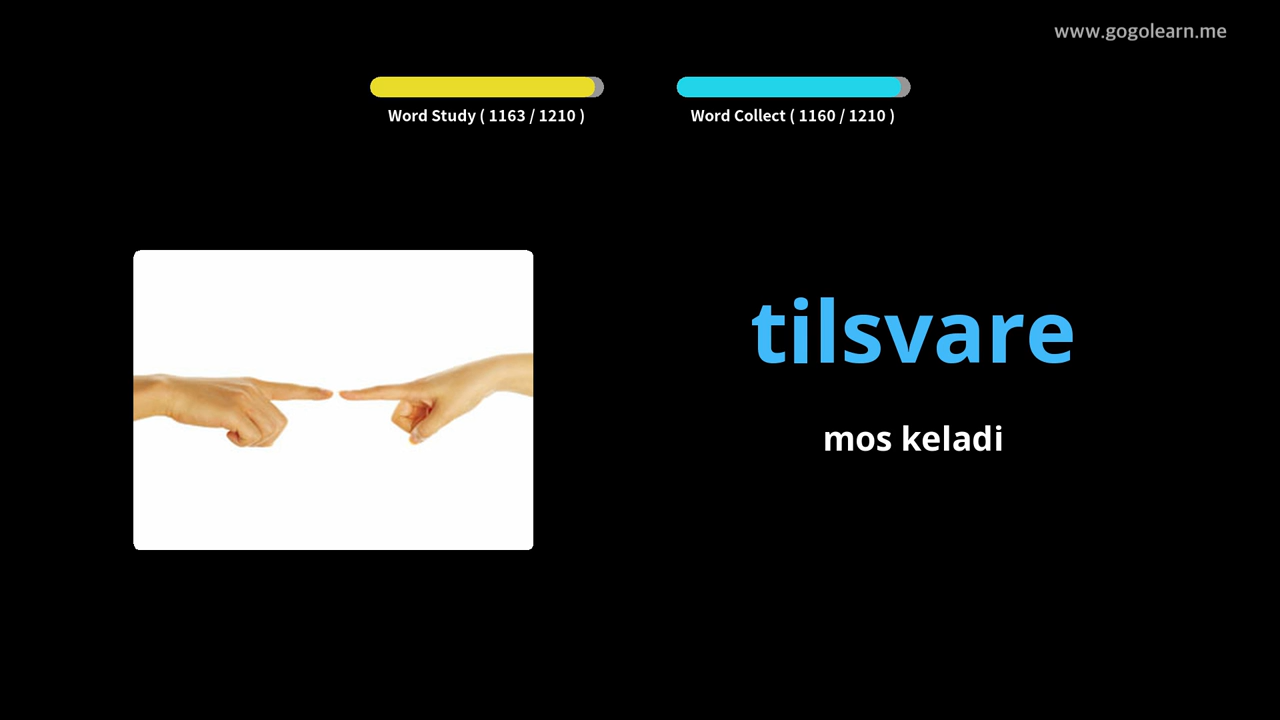 www.gogolearn.me
Word Study ( 1163 / 1210 )
Word Collect ( 1160 / 1210 )
tilsvare
mos keladi